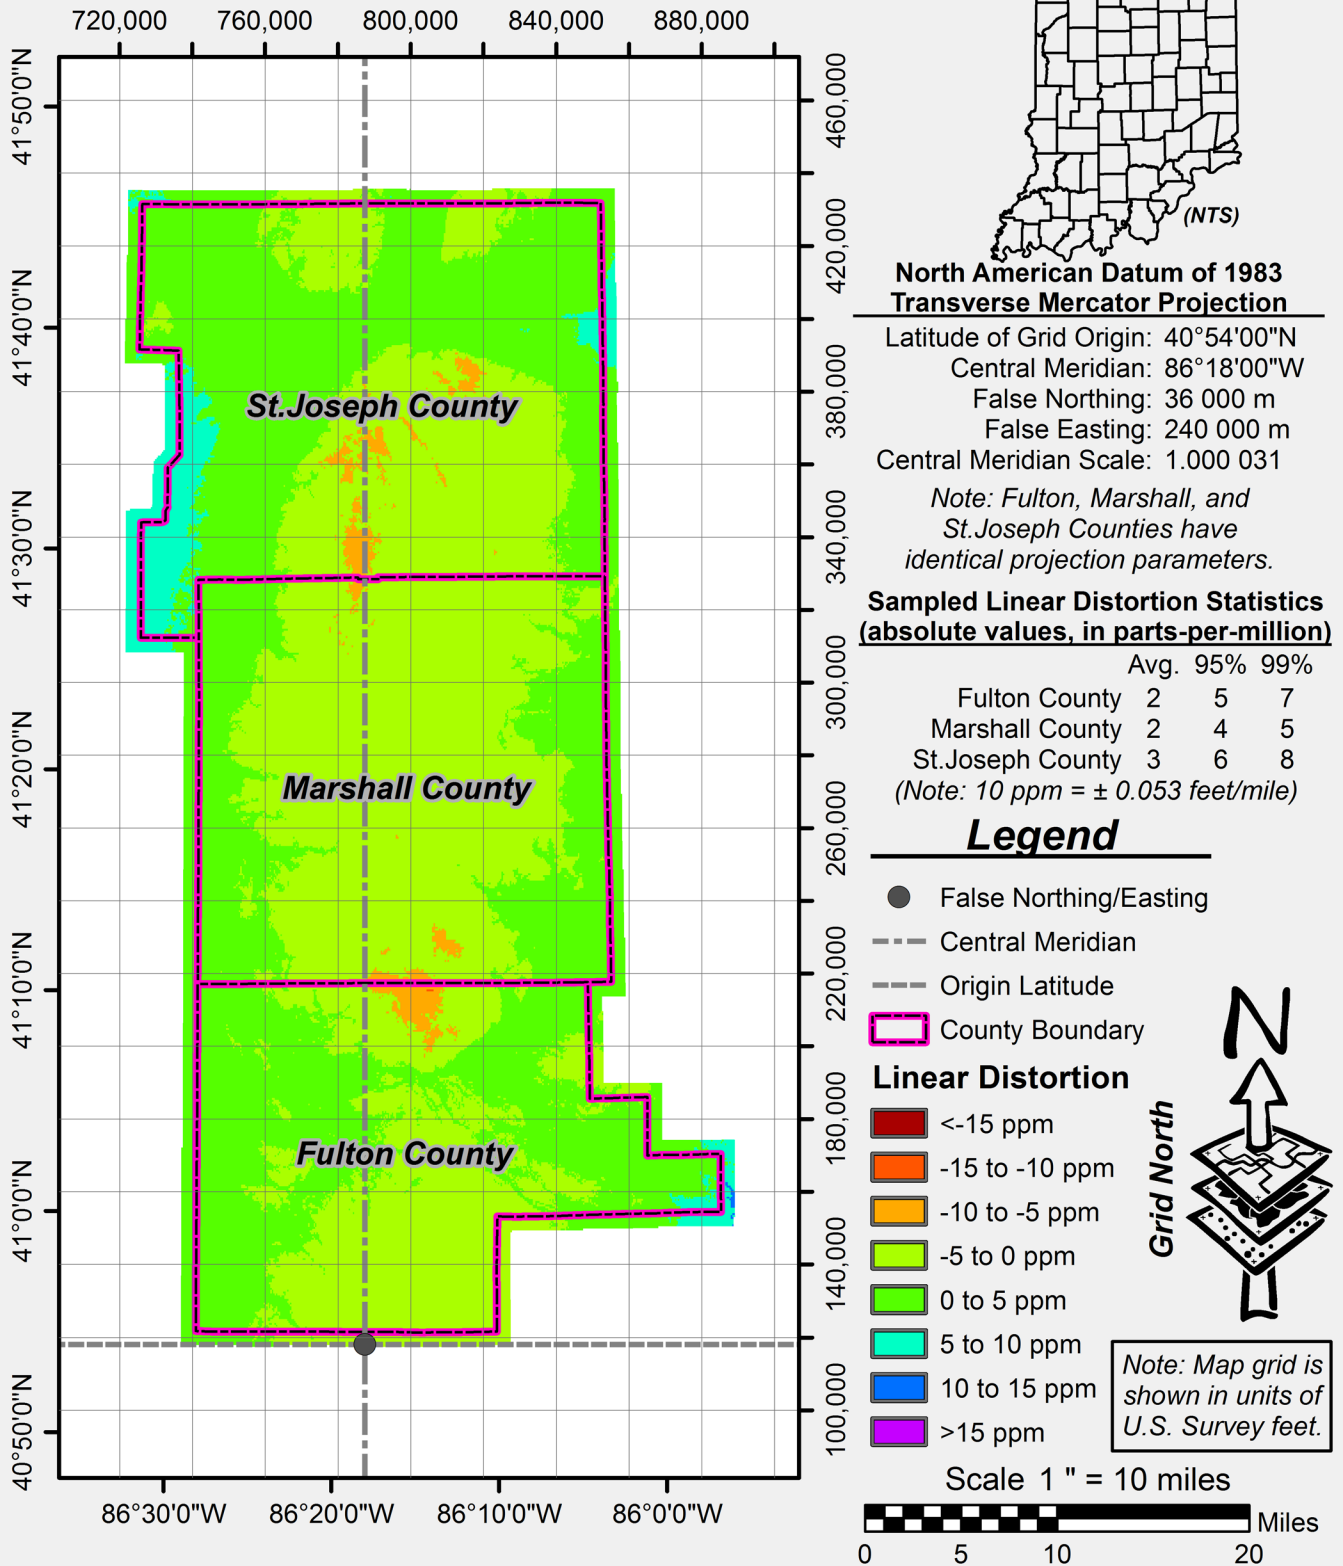 720,000
760,000
800,000
840,000
880,000
41°50'0"N
41°40'0"N
41°30'0"N
41°20'0"N
41°10'0"N
41°0'0"N
40°50'0"N
St.Joseph County
Marshall County
Fulton County
460,000
420,000
380,000
340,000
300,000
260,000
220,000
180,000
140,000
100,000
86°30'0"W
86°20'0"W
86°10'0"W
86°0'0"W
(NTS)
North American Datum of 1983
Transverse Mercator Projection
Latitude of Grid Origin: 40°54'00"N
Central Meridian: 86°18'00"W
False Northing: 36 000 m
False Easting: 240 000 m
Central Meridian Scale: 1.000 031
Note: Fulton, Marshall, and
St.Joseph Counties have
identical projection parameters.
Sampled Linear Distortion Statistics
(absolute values, in parts-per-million)
Avg. 95% 99%
Fulton County 2 5 7
Marshall County 2 4 5
St.Joseph County 3 6 8
(Note: 10 ppm = ± 0.053 feet/mile)
Legend
False Northing/Easting
Central Meridian
Origin Latitude
County Boundary
Linear Distortion
<-15 ppm
-15 to -10 ppm
-10 to -5 ppm
-5 to 0 ppm
0 to 5 ppm
5 to 10 ppm
10 to 15 ppm
>15 ppm
N
Grid North
Note: Map grid is
shown in units of
U.S. Survey feet.
Scale 1 " = 10 miles
Miles
0 5 10 20